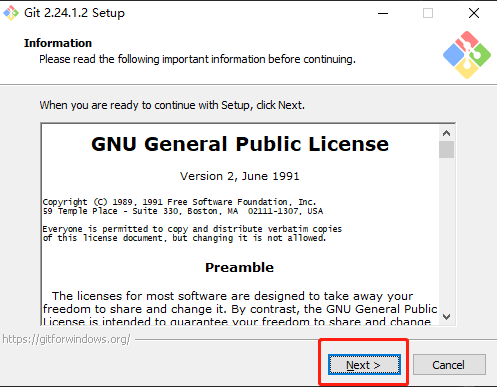 Git 2.24.1.2 Setup
Information
Please read the following important information before continuing.
When you are ready to continue with Setup, click Next.
GNU General Public License
Version 2, June 1991
Copyright (C) 1989, 1991 Free Software Foundation, Inc.
59 Temple Place - Suite 330, Boston, MA  02111-1307, USA
Everyone is permitted to copy and distribute verbatim copies
of this license document, but changing it is not allowed.
Preamble
The licenses for most software are designed to take away your
freedom to share and change it. By contrast, the GNU General Public
License is intended to guarantee your freedom to share and change
https://gitforwindows.org/
Next >
Cancel